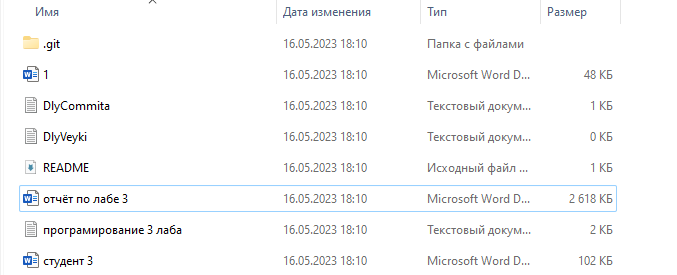 Имя Дата изменения Тип Размер
.git 16.05.2023 18:10 Папка с файлами
1 16.05.2023 18:10 Microsoft Word D... 48 КБ
DlyCommita 16.05.2023 18:10 Текстовый докум... 1 КБ
DlyVeyki 16.05.2023 18:10 Текстовый докум... 0 КБ
README 16.05.2023 18:10 Исходный файл ... 1 КБ
отчёт по лабе 3 16.05.2023 18:10 Microsoft Word D... 2 618 КБ
програмирование 3 лаба 16.05.2023 18:10 Текстовый докум... 2 КБ
студент 3 16.05.2023 18:10 Microsoft Word D... 102 КБ